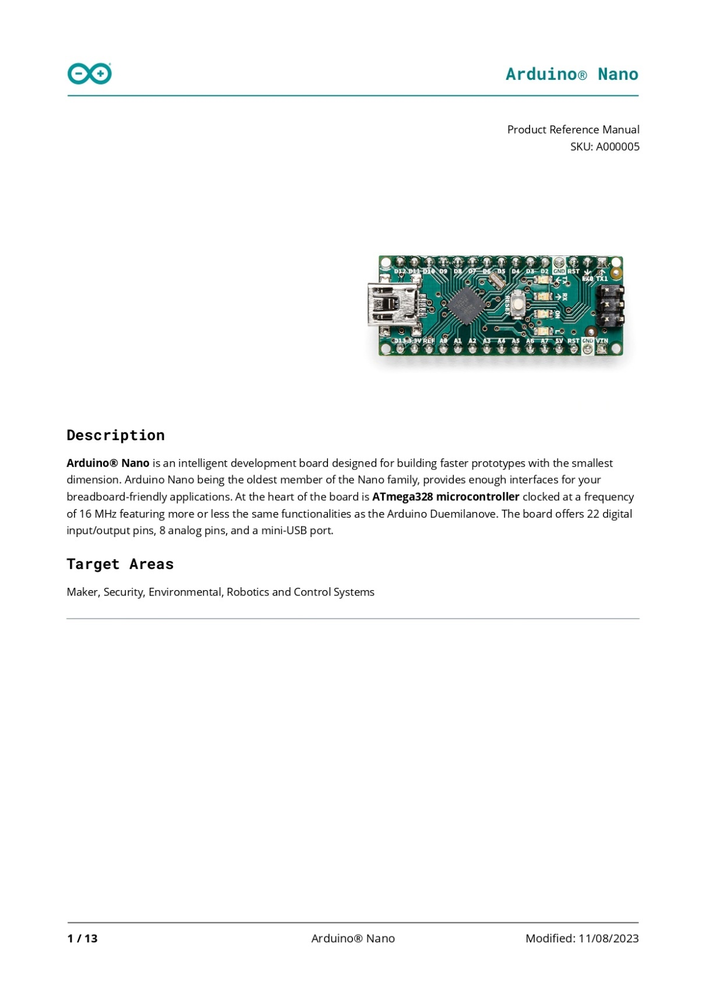 Arduino® Nano
Product Reference Manual
SKU: A000005
D12 D11 D10 D9 D8 D7 D6 D5 D4 D3 D2 GND RST RX0 TX1
TX
RX
RESET
ON
L
D13 3.3V REF A0 A1 A2 A3 A4 A5 A6 A7 5V RST GND VIN
Description
Arduino® Nano is an intelligent development board designed for building faster prototypes with the smallest
dimension. Arduino Nano being the oldest member of the Nano family, provides enough interfaces for your
breadboard-friendly applications. At the heart of the board is ATmega328 microcontroller clocked at a frequency
of 16 MHz featuring more or less the same functionalities as the Arduino Duemilanove. The board offers 22 digital
input/output pins, 8 analog pins, and a mini-USB port.
Target Areas
Maker, Security, Environmental, Robotics and Control Systems
1 / 13
Arduino® Nano
Modified: 11/08/2023